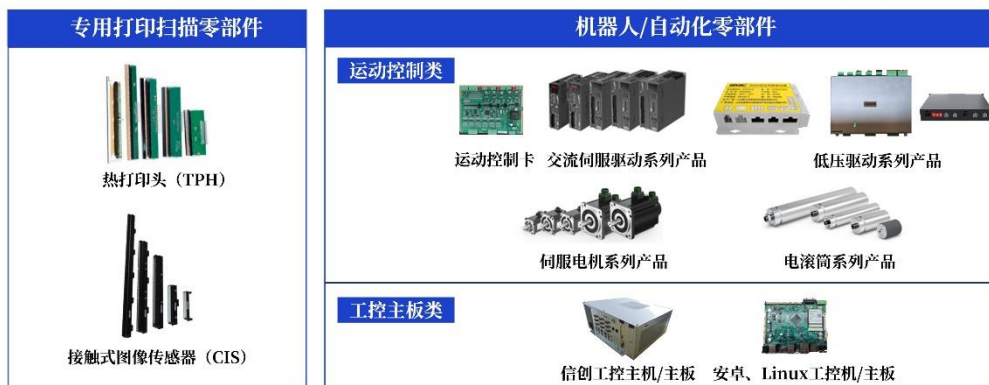 专用打印扫描零部件
热打印头（TPH）
接触式图像传感器（CIS）
机器人/自动化零部件
运动控制类
运动控制卡
交流伺服驱动系列产品
低压驱动系列产品
伺服电机系列产品
电滚筒系列产品
工控主板类
信创工控主机/主板
安卓、Linux工控机/主板